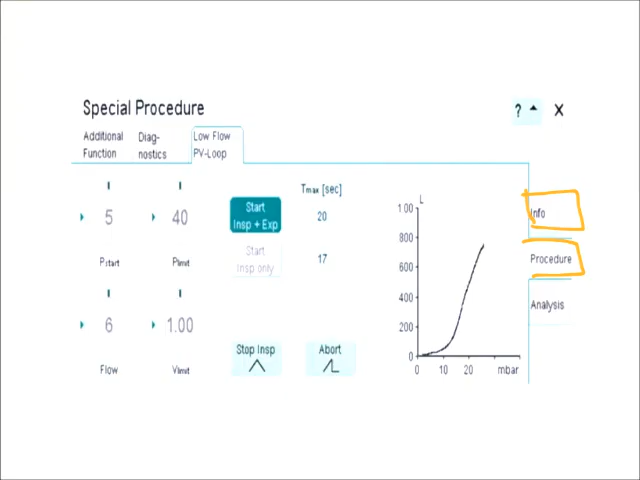 Special Procedure
? X
Additional
Function
Diag-
nostics
Low Flow
PV-Loop
5
40
Pstart
Plimit
6
1.00
Flow
Vlimit
Start
Insp + Exp
Start
Insp only
Tmax [sec]
20
17
Stop Insp
Abort
L
1 00
800
600
400
200
0
0 10 20 mbar
Info
Procedure
Analysis